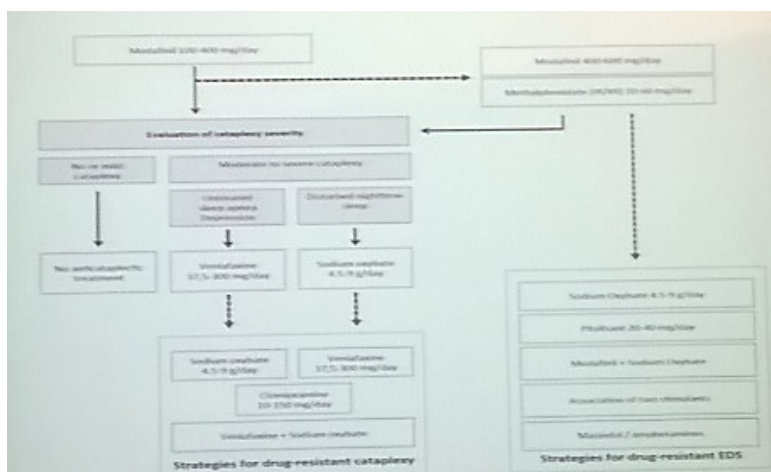 Modafinil 100-400 mg/day
Modafinil 400-600 mg/day
Methylphenidate 10-60 mg/day
Evaluation of cataplexy severity
No or mild
cataplexy
Moderate to severe cataplexy
Untreated
sleep apnea
Depression
Disturbed nighttime
sleep
No anticataplectic
treatment
Venlafaxine
37,5-300 mg/day
Sodium oxybate
4.5-9 g/day
Sodium Oxybate 4.5-9 g/day
Pitolisant 20-40 mg/day
Modafinil + Sodium Oxybate
Association of two stimulants
Mazindol / amphetamines
Strategies for drug-resistant EDS
Sodium oxybate
4.5-9 g/day
Venlafaxine
37,5-300 mg/day
Clomipramine
10-150 mg/day
Venlafaxine + Sodium oxybate
Strategies for drug-resistant cataplexy